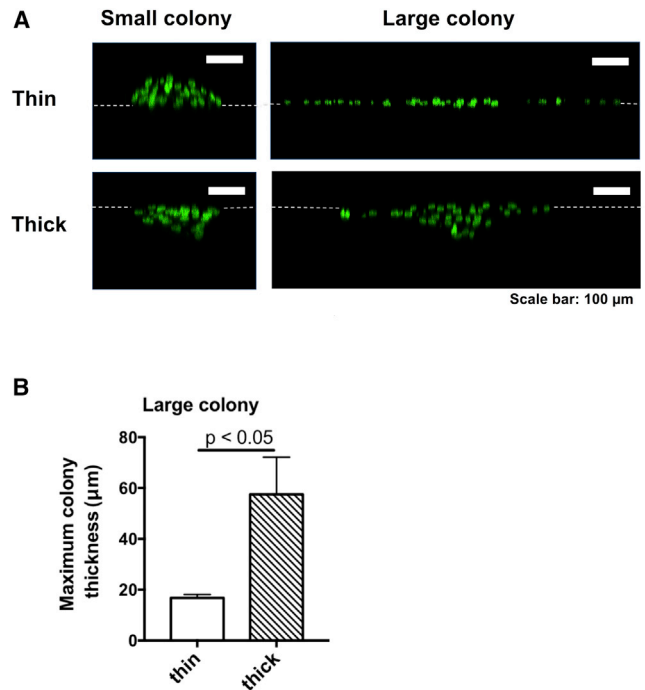 A
Small colony
Large colony
Thin
Thick
Scale bar: 100 µm
B
Large colony
p < 0.05
Maximum colony
thickness (µm)
80
60
40
20
0
thin
thick